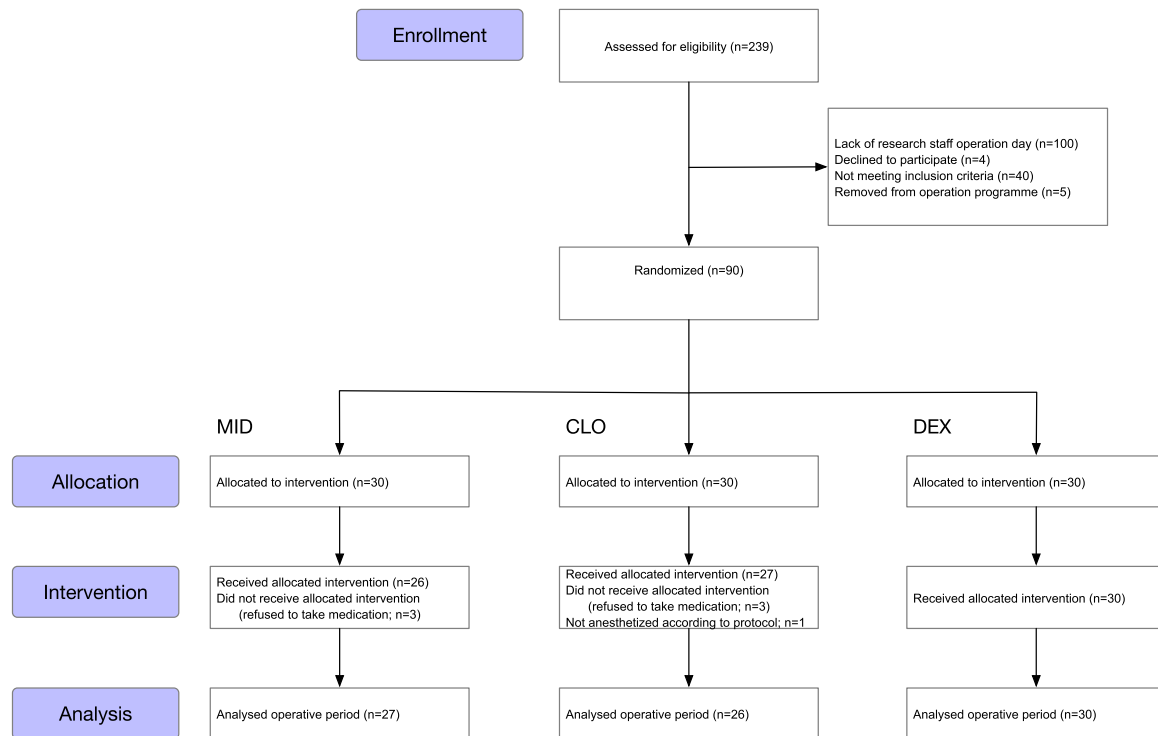 Enrollment
Assessed for eligibility (n=239)
Lack of research staff operation day (n=100)
Declined to participate (n=4)
Not meeting inclusion criteria (n=40)
Removed from operation programme (n=5)
Randomized (n=90)
MID
CLO
DEX
Allocation
Allocated to intervention (n=30)
Allocated to intervention (n=30)
Allocated to intervention (n=30)
Intervention
Received allocated intervention (n=26)
Did not receive allocated intervention
(refused to take medication; n=3)
Received allocated intervention (n=27)
Did not receive allocated intervention
(refused to take medication; n=3)
Not anesthetized according to protocol; n=1
Received allocated intervention (n=30)
Analysis
Analysed operative period (n=27)
Analysed operative period (n=26)
Analysed operative period (n=30)